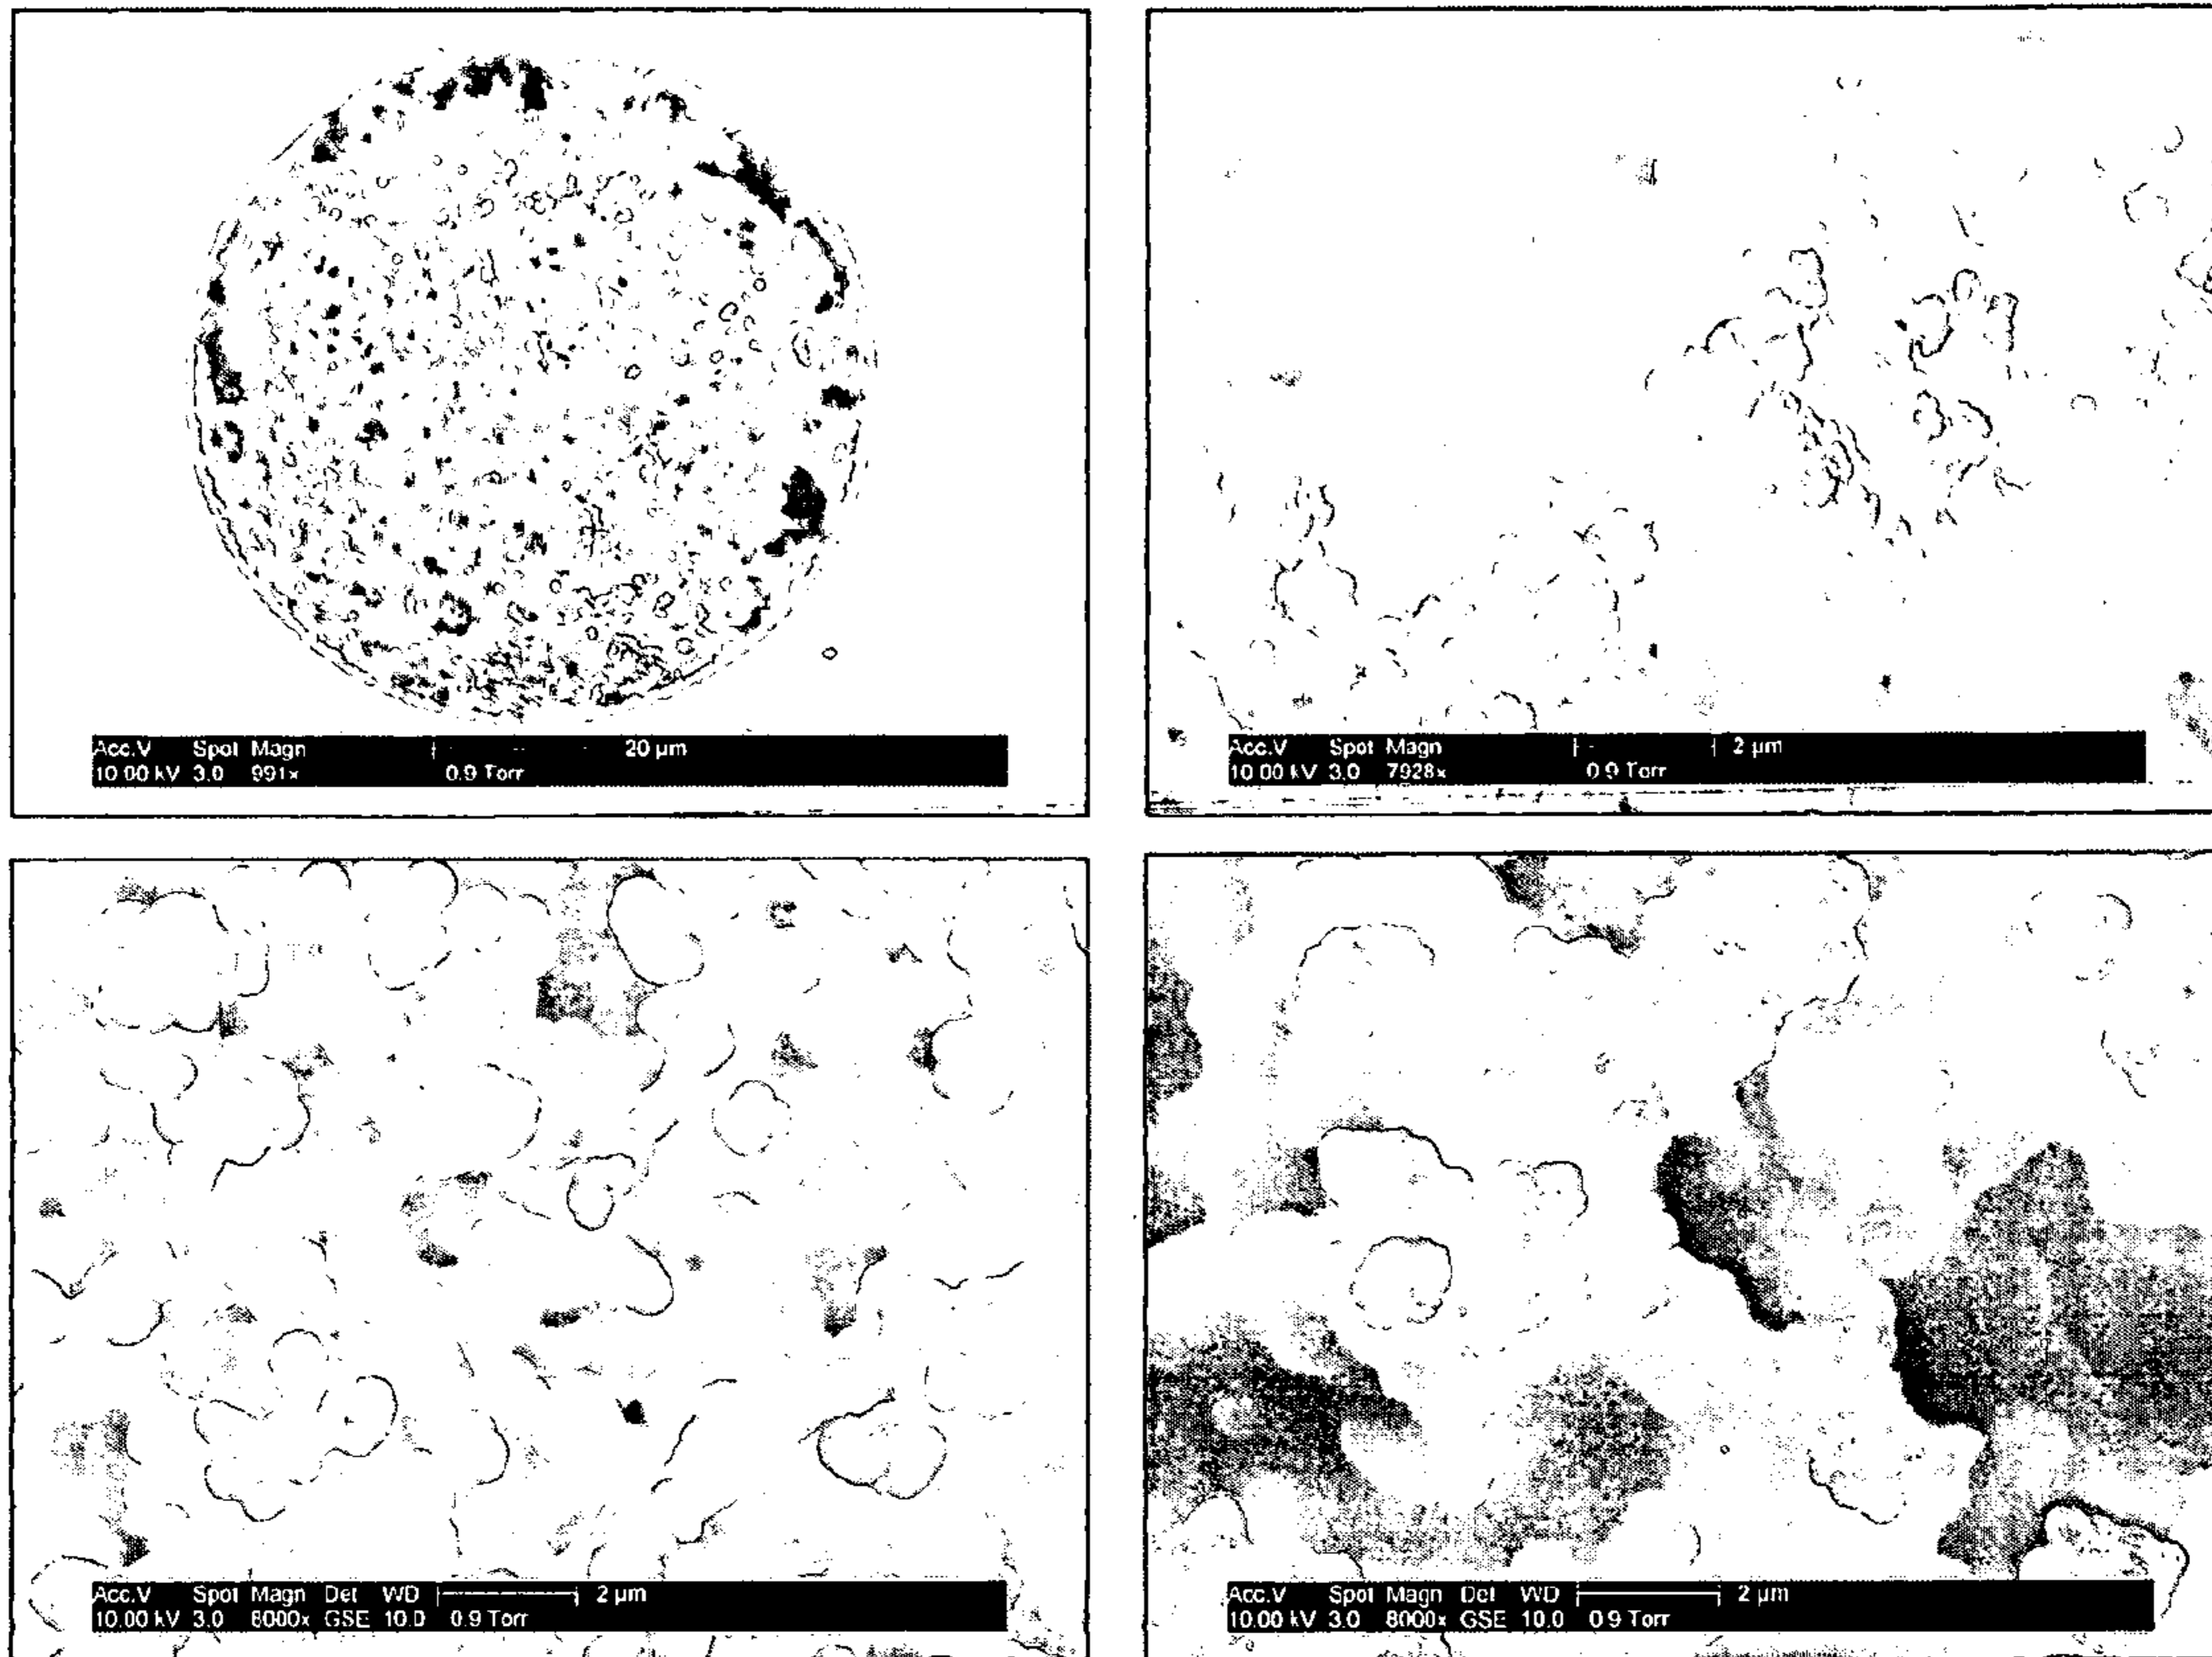 Acc.V Spot Magn 20 µm
10.00 kV 3.0 991x 0.9 Torr
Acc.V Spot Magn 2 µm
10.00 kV 3.0 7928x 0.9 Torr
Acc.V Spot Magn Det WD 2 µm
10.00 kV 3.0 8000x GSE 10.0 0.9 Torr
Acc.V Spot Magn Det WD 2 µm
10.00 kV 3.0 8000x GSE 10.0 0.9 Torr